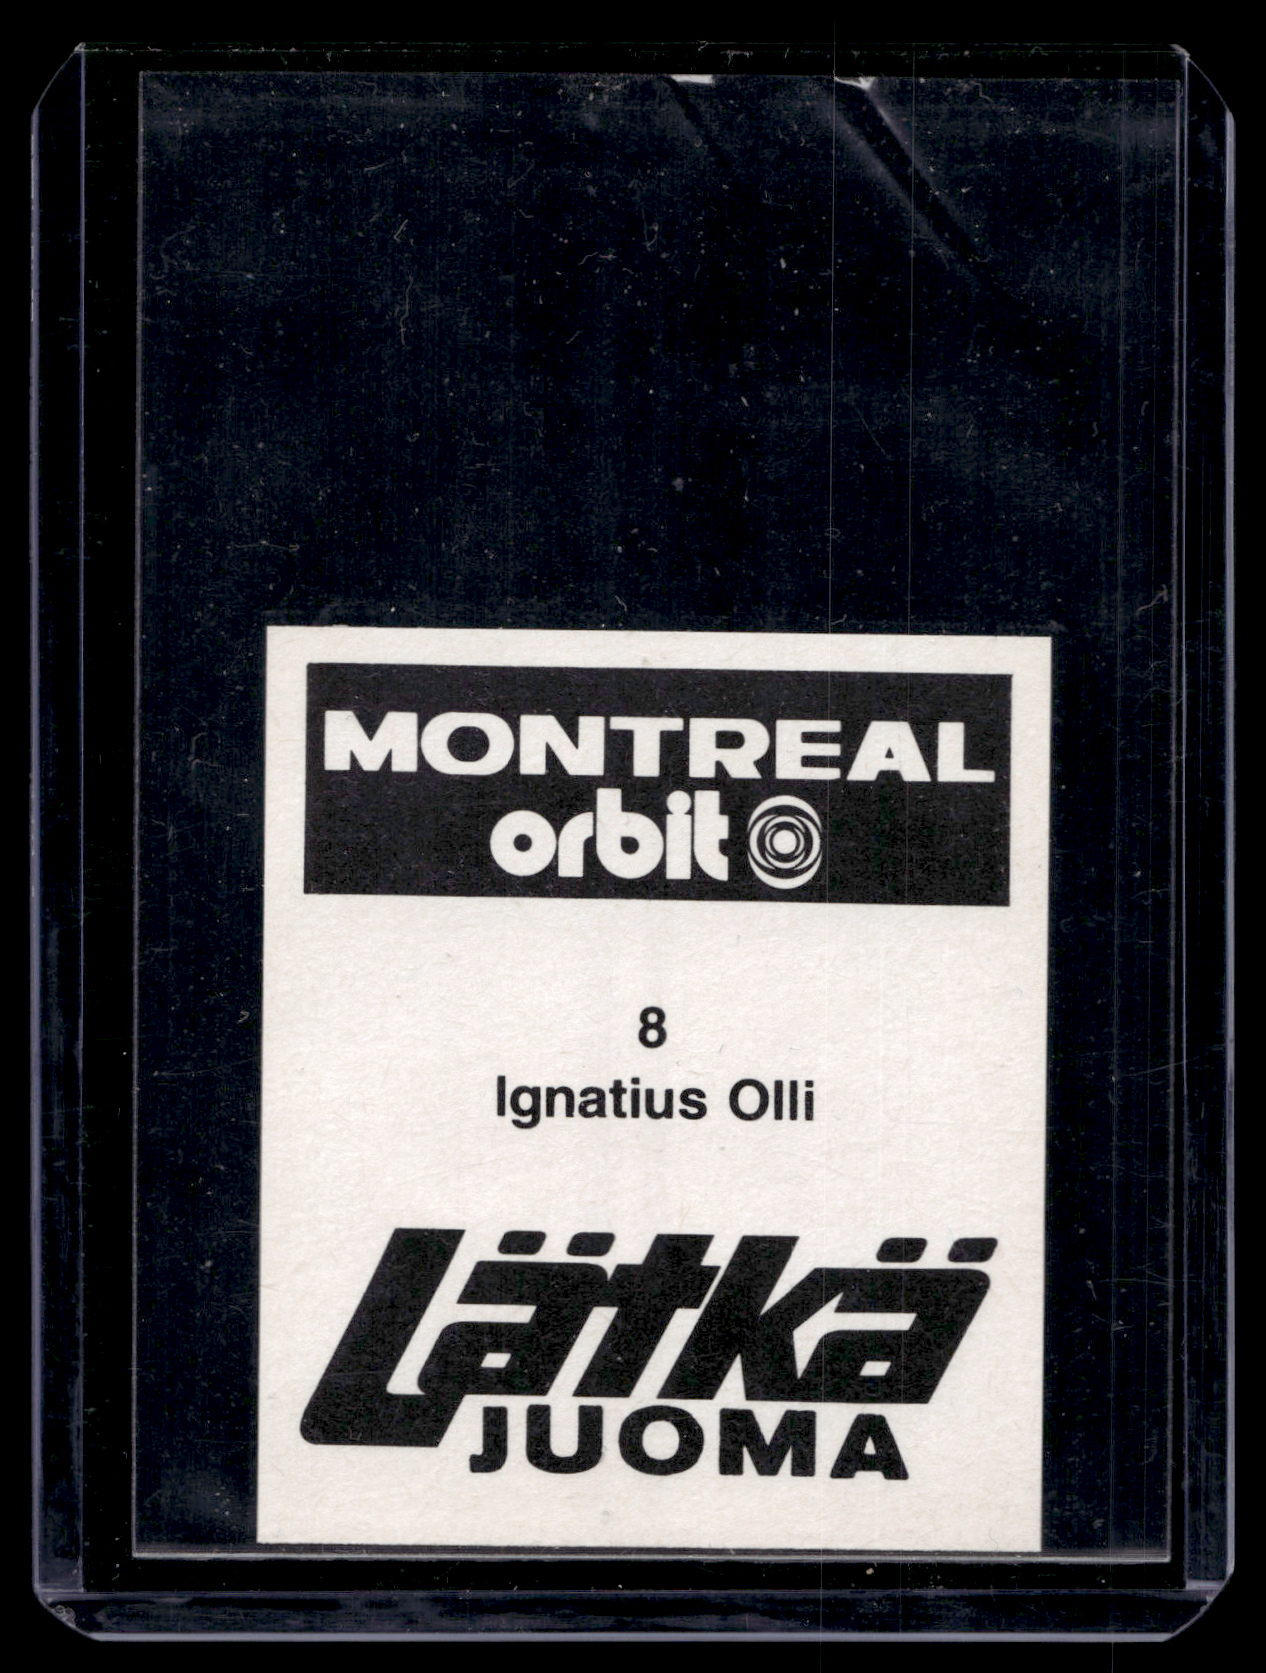 MONTREAL
orbit
8
Ignatius Olli
Lätkä
JUOMA